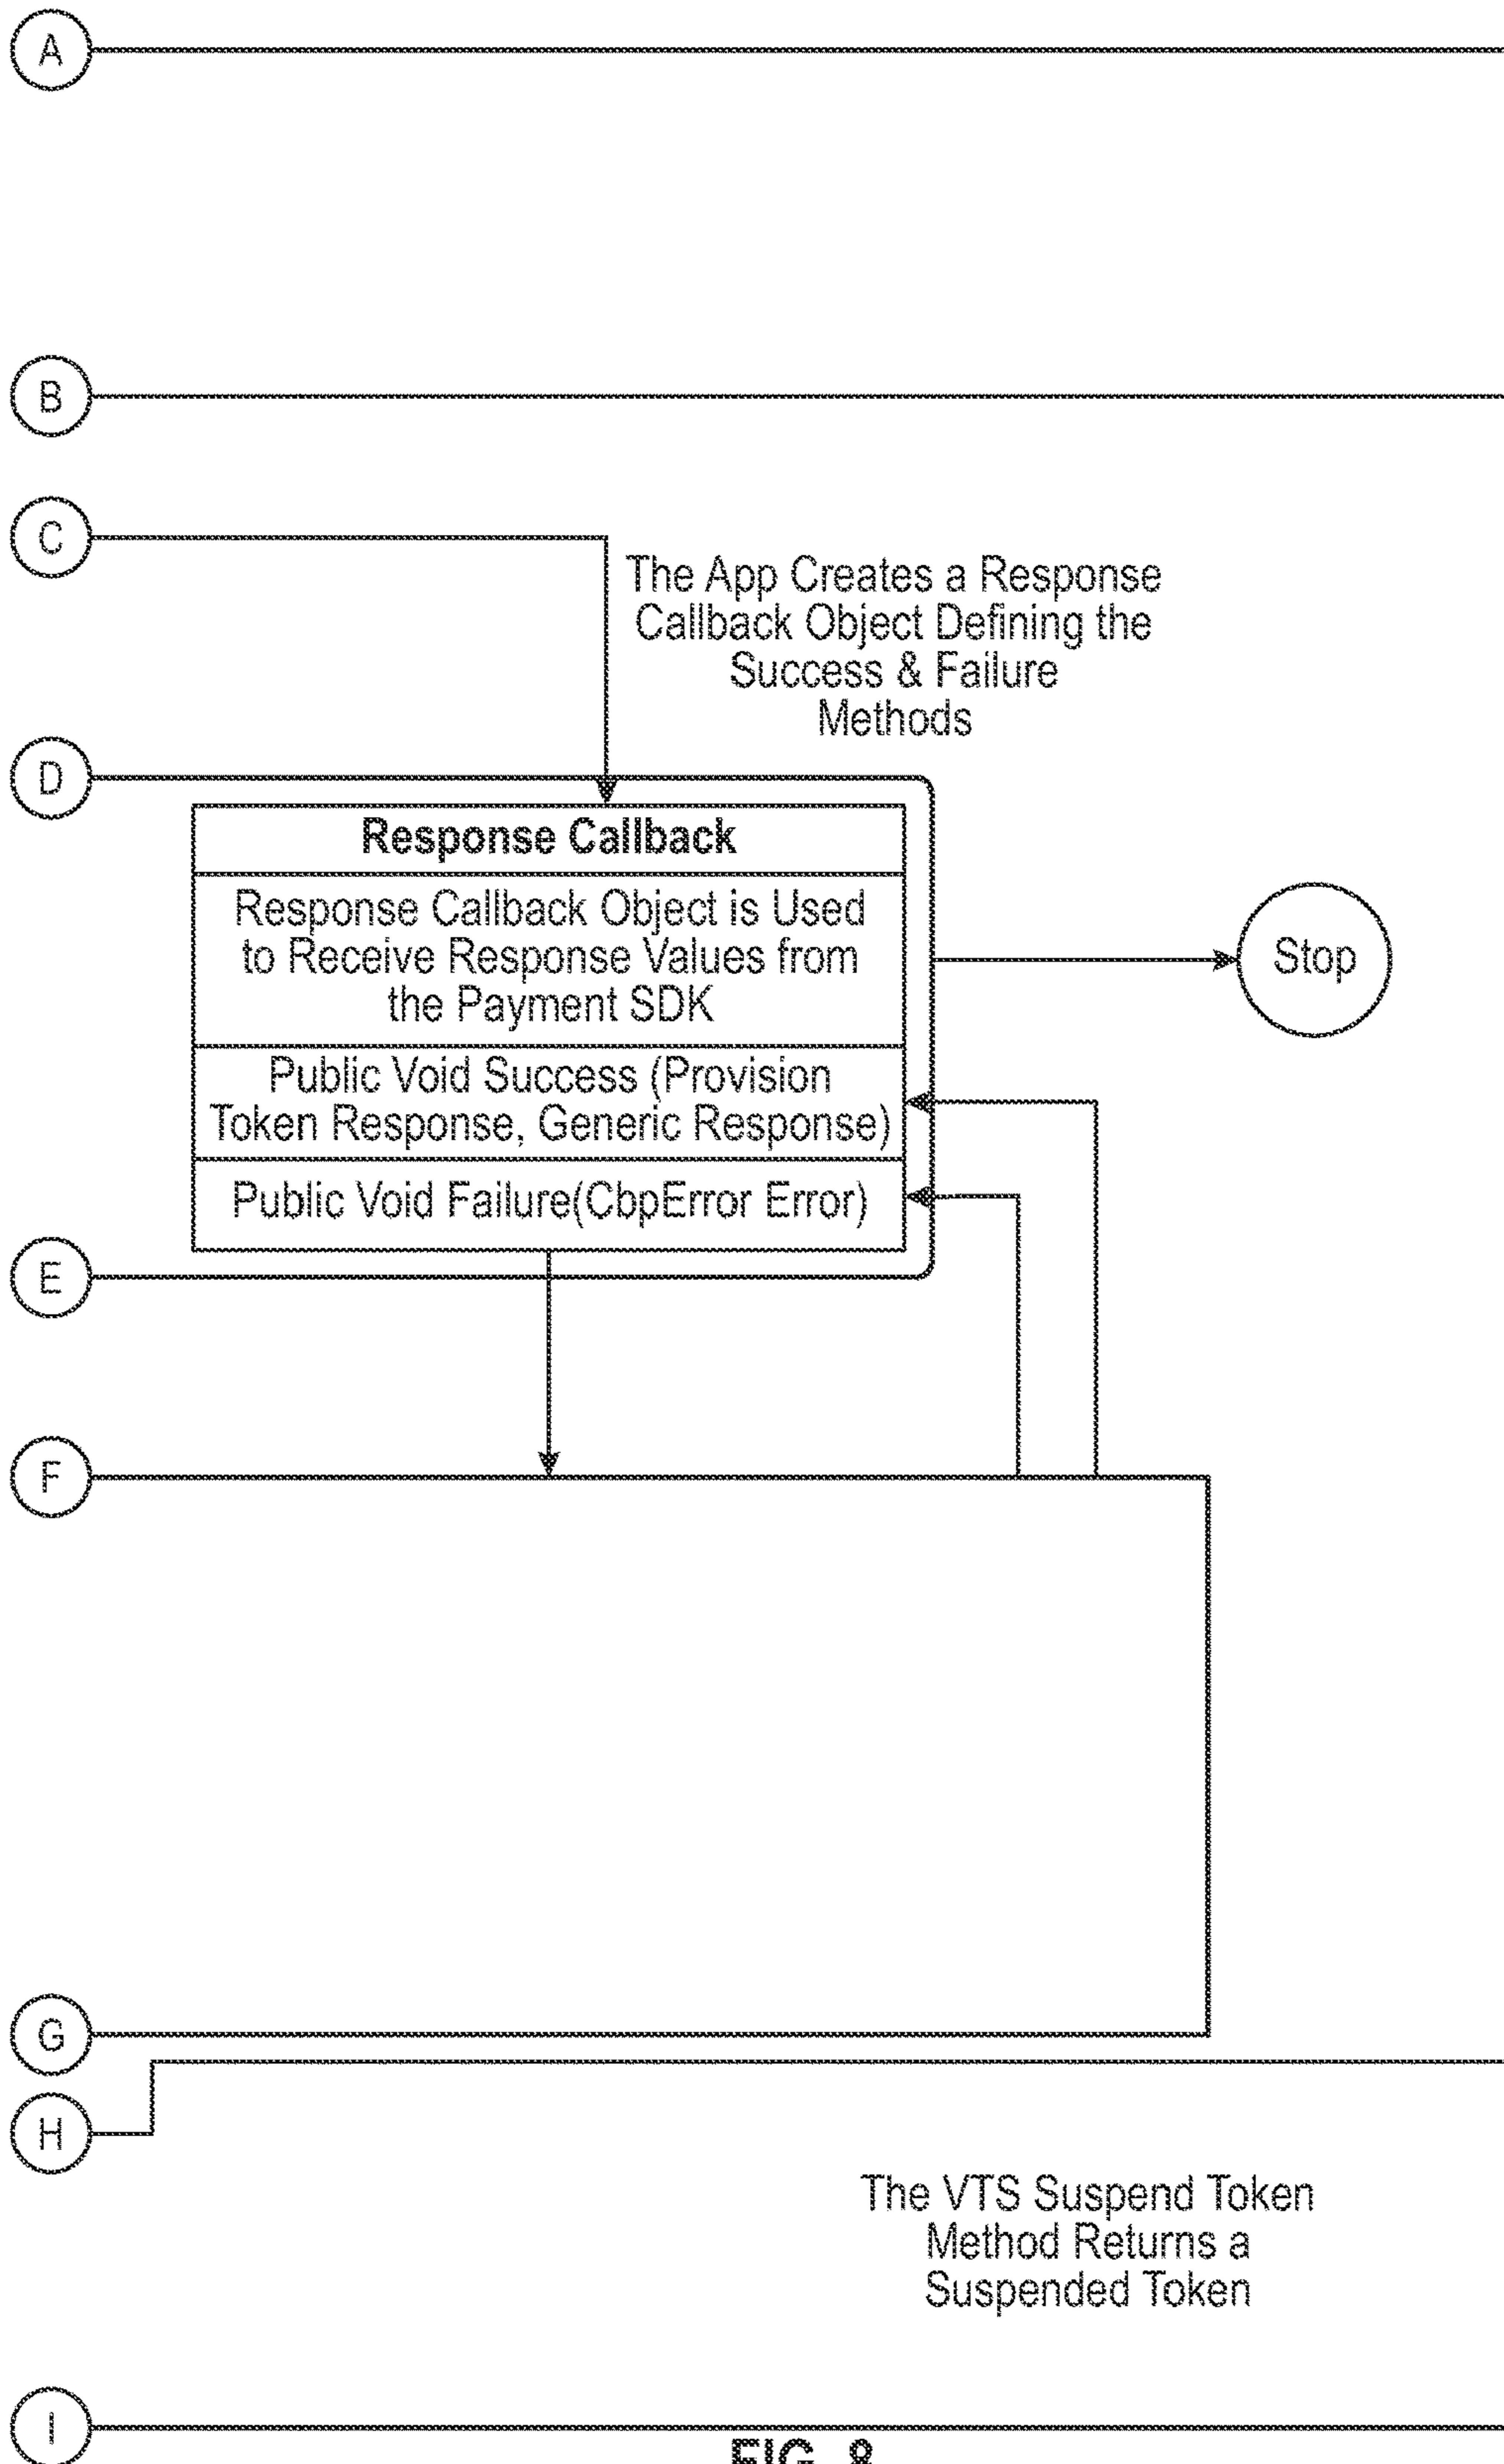 A
B
C
The App Creates a Response
Callback Object Defining the
Success & Failure
Methods
D
Response Callback
Response Callback Object is Used
to Receive Response Values from
the Payment SDK
Stop
Public Void Success (Provision
Token Response, Generic Response)
Public Void Failure(CbpError Error)
E
F
G
H
The VTS Suspend Token
Method Returns a
Suspended Token
I
FIG. 8